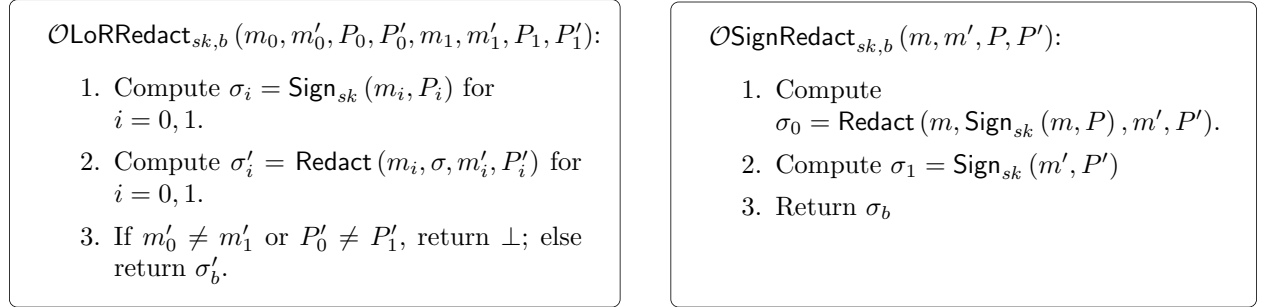 𝒪LoRRedact_{sk,b} (m_0, m'_0, P_0, P'_0, m_1, m'_1, P_1, P'_1):
1. Compute σ_i = Sign_{sk} (m_i, P_i) for
i = 0, 1.
2. Compute σ'_i = Redact (m_i, σ, m'_i, P'_i) for
i = 0, 1.
3. If m'_0 ≠ m'_1 or P'_0 ≠ P'_1, return ⊥; else
return σ'_b.
𝒪SignRedact_{sk,b} (m, m', P, P'):
1. Compute
σ_0 = Redact (m, Sign_{sk} (m, P) , m', P').
2. Compute σ_1 = Sign_{sk} (m', P')
3. Return σ_b